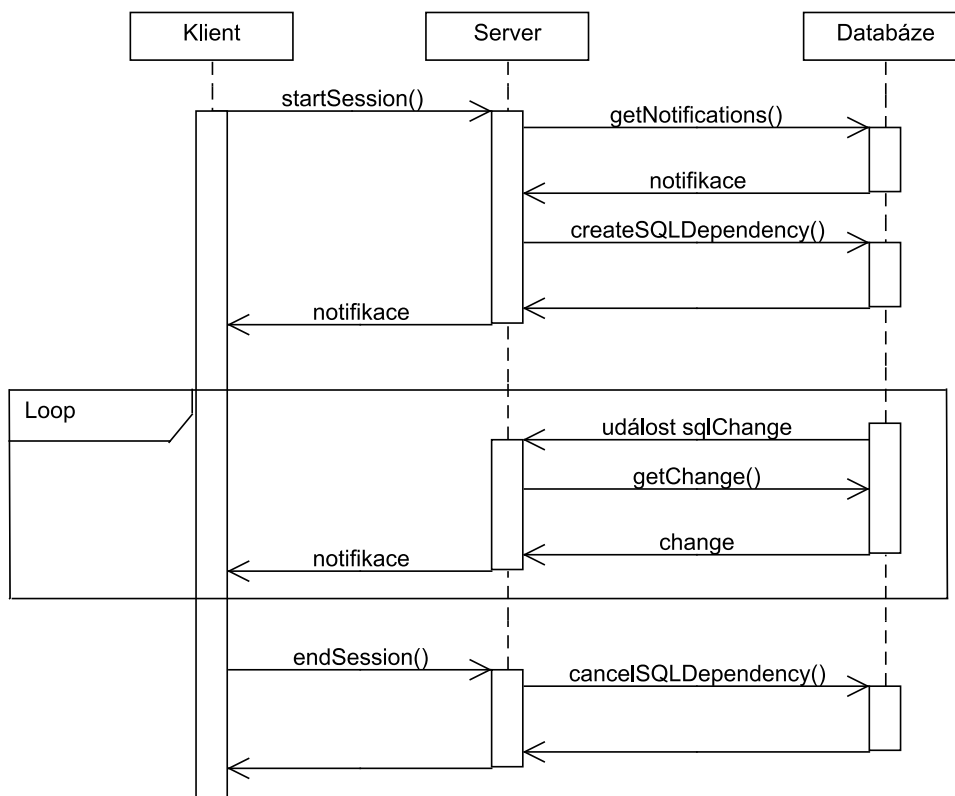 Klient
Server
Databáze
startSession()
getNotifications()
notifikace
createSQLDependency()
notifikace
Loop
událost sqlChange
getChange()
change
notifikace
endSession()
cancelSQLDependency()